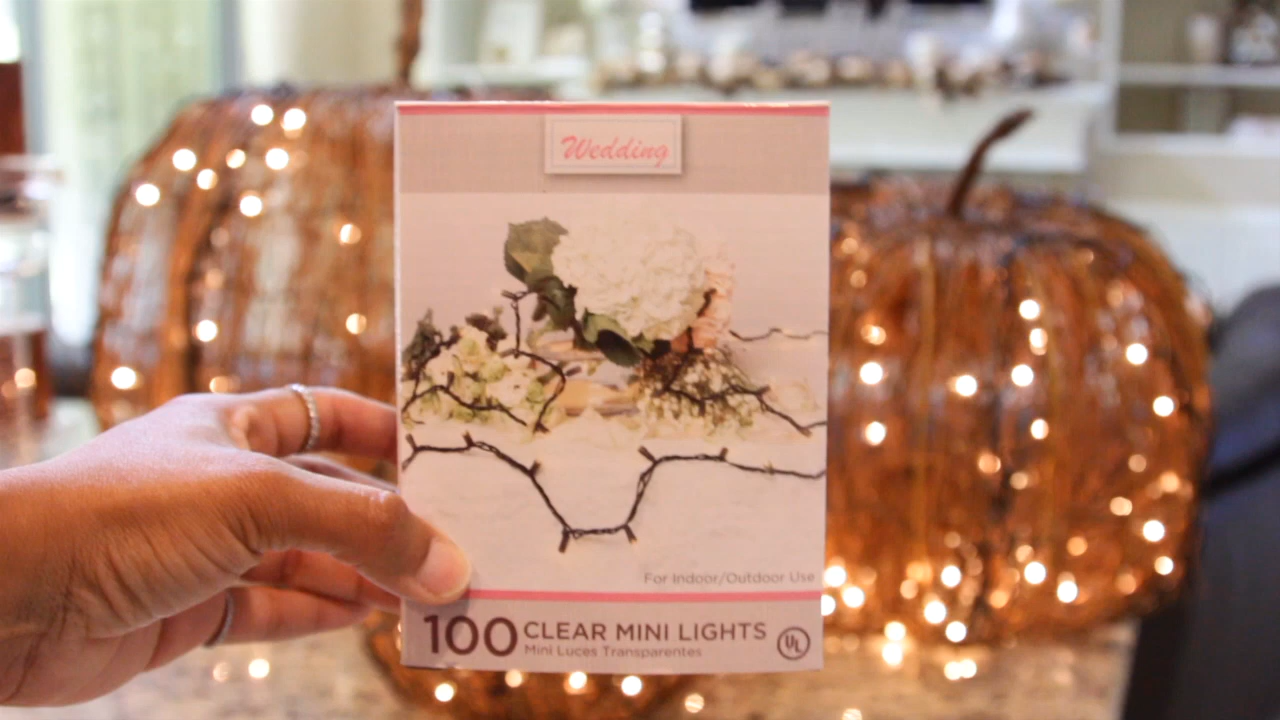 Wedding
For Indoor/Outdoor Use
100 CLEAR MINI LIGHTS
Mini Luces Transparentes
UL